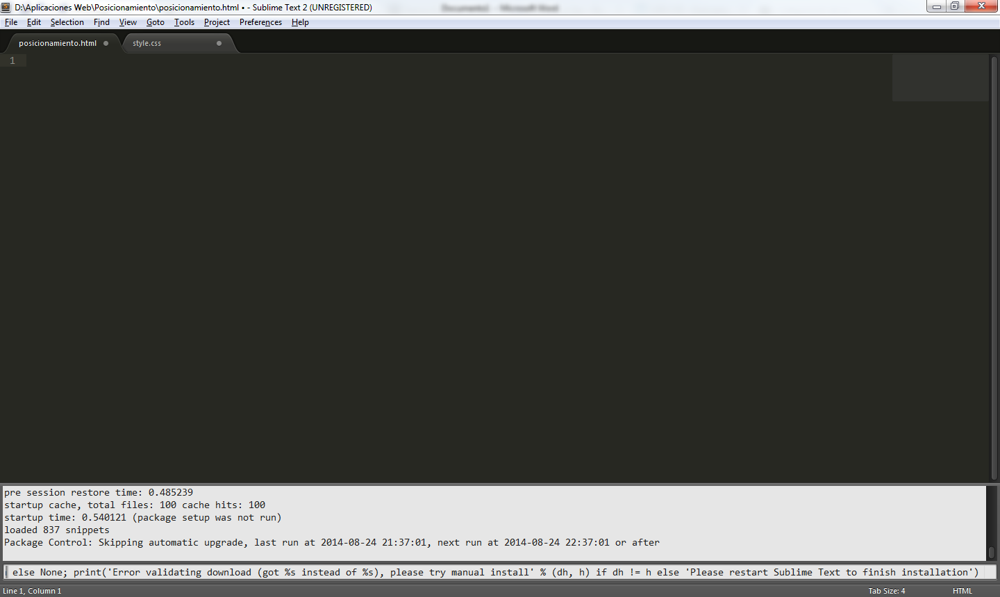 D:\Aplicaciones Web\Posicionamiento\posicionamiento.html • - Sublime Text 2 (UNREGISTERED)
Documento1 - Microsoft Word
File Edit Selection Find View Goto Tools Project Preferences Help
posicionamiento.html style.css
1
pre session restore time: 0.485239
startup cache, total files: 100 cache hits: 100
startup time: 0.540121 (package setup was not run)
loaded 837 snippets
Package Control: Skipping automatic upgrade, last run at 2014-08-24 21:37:01, next run at 2014-08-24 22:37:01 or after
else None; print('Error validating download (got %s instead of %s), please try manual install' % (dh, h) if dh != h else 'Please restart Sublime Text to finish installation')
Line 1, Column 1 Tab Size: 4 HTML